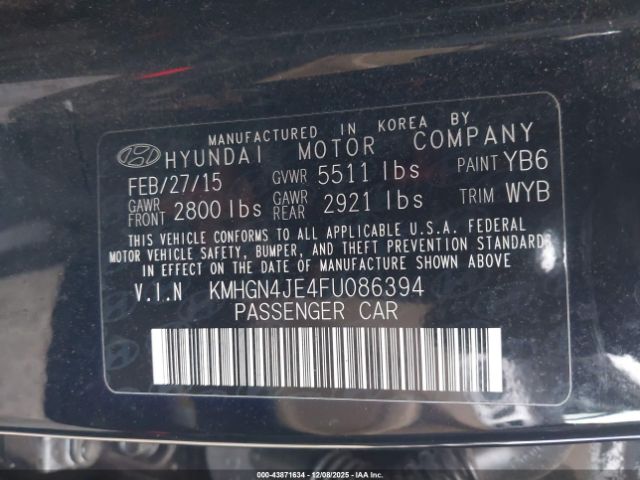 MANUFACTURED IN KOREA BY
HYUNDAI MOTOR COMPANY
FEB/27/15 GVWR 5511 lbs PAINT YB6
GAWR FRONT 2800 lbs GAWR REAR 2921 lbs TRIM WYB
THIS VEHICLE CONFORMS TO ALL APPLICABLE U.S.A. FEDERAL
MOTOR VEHICLE SAFETY, BUMPER, AND THEFT PREVENTION STANDARDS
IN EFFECT ON THE DATE OF MANUFACTURE SHOWN ABOVE
V.I.N KMHGN4JE4FU086394
PASSENGER CAR
000-43871634 - 12/08/2025 - IAA Inc.